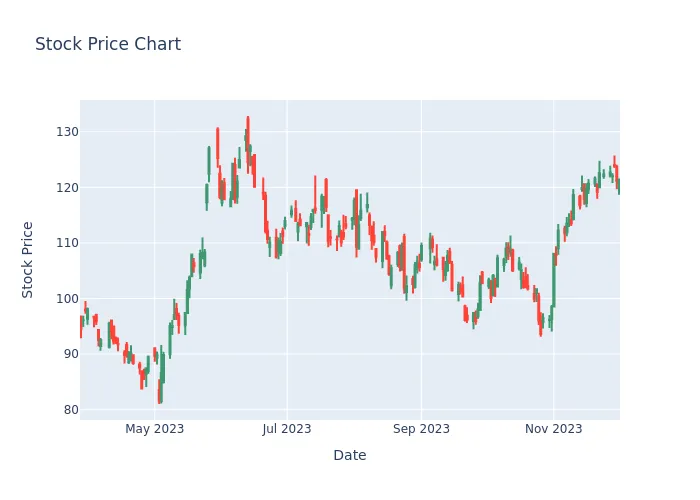 Stock Price Chart
130
120
110
100
90
80
Stock Price
May 2023
Jul 2023
Sep 2023
Nov 2023
Date